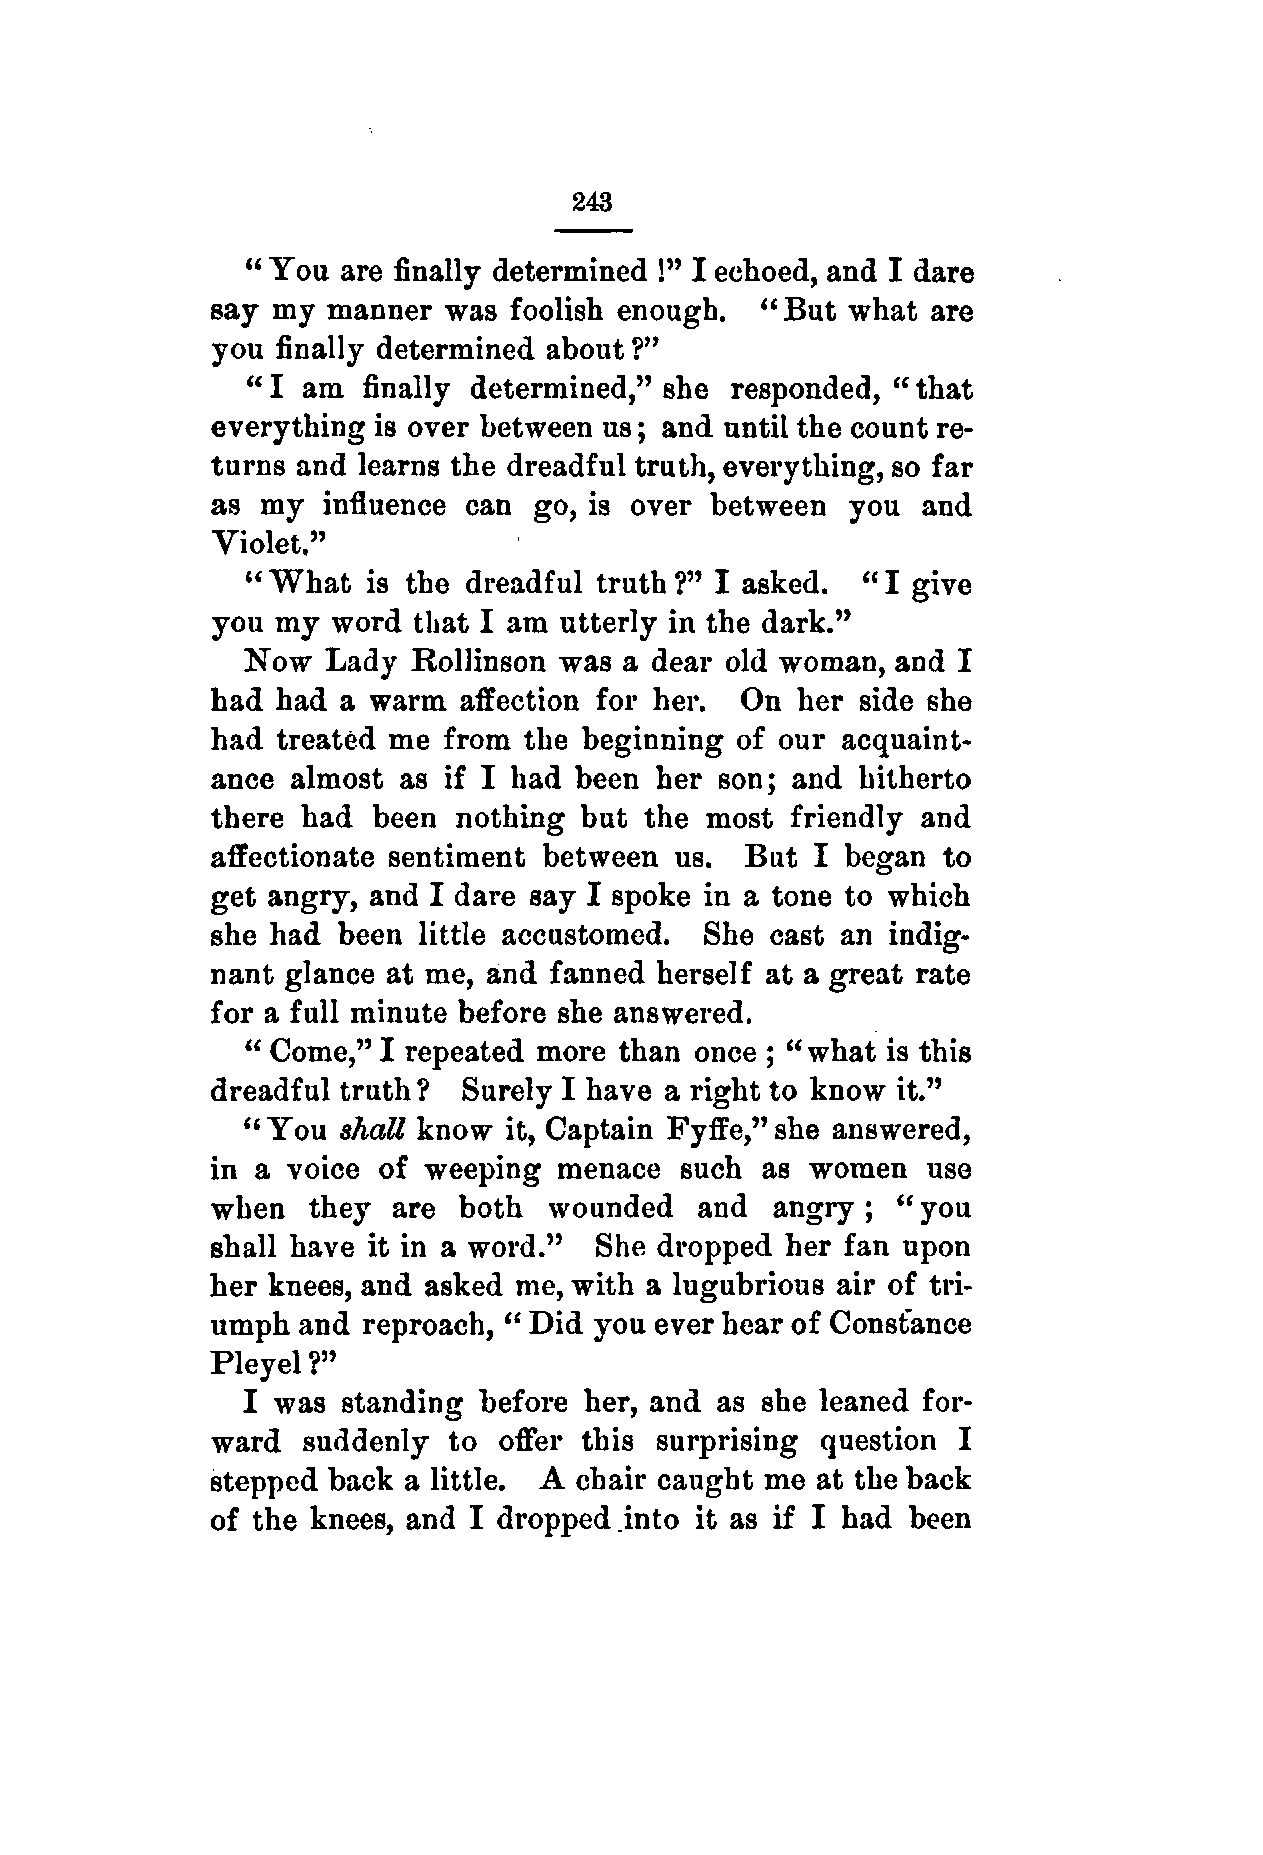 243
“You are finally determined!” I echoed, and I dare
say my manner was foolish enough. “But what are
you finally determined about?”
“I am finally determined,” she responded, “that
everything is over between us; and until the count re-
turns and learns the dreadful truth, everything, so far
as my influence can go, is over between you and
Violet.”
“What is the dreadful truth?” I asked. “I give
you my word that I am utterly in the dark.”
Now Lady Rollinson was a dear old woman, and I
had had a warm affection for her. On her side she
had treated me from the beginning of our acquaint-
ance almost as if I had been her son; and hitherto
there had been nothing but the most friendly and
affectionate sentiment between us. But I began to
get angry, and I dare say I spoke in a tone to which
she had been little accustomed. She cast an indig-
nant glance at me, and fanned herself at a great rate
for a full minute before she answered.
“Come,” I repeated more than once; “what is this
dreadful truth? Surely I have a right to know it.”
“You shall know it, Captain Fyffe,” she answered,
in a voice of weeping menace such as women use
when they are both wounded and angry; “you
shall have it in a word.” She dropped her fan upon
her knees, and asked me, with a lugubrious air of tri-
umph and reproach, “Did you ever hear of Constance
Pleyel?”
I was standing before her, and as she leaned for-
ward suddenly to offer this surprising question I
stepped back a little. A chair caught me at the back
of the knees, and I dropped into it as if I had been